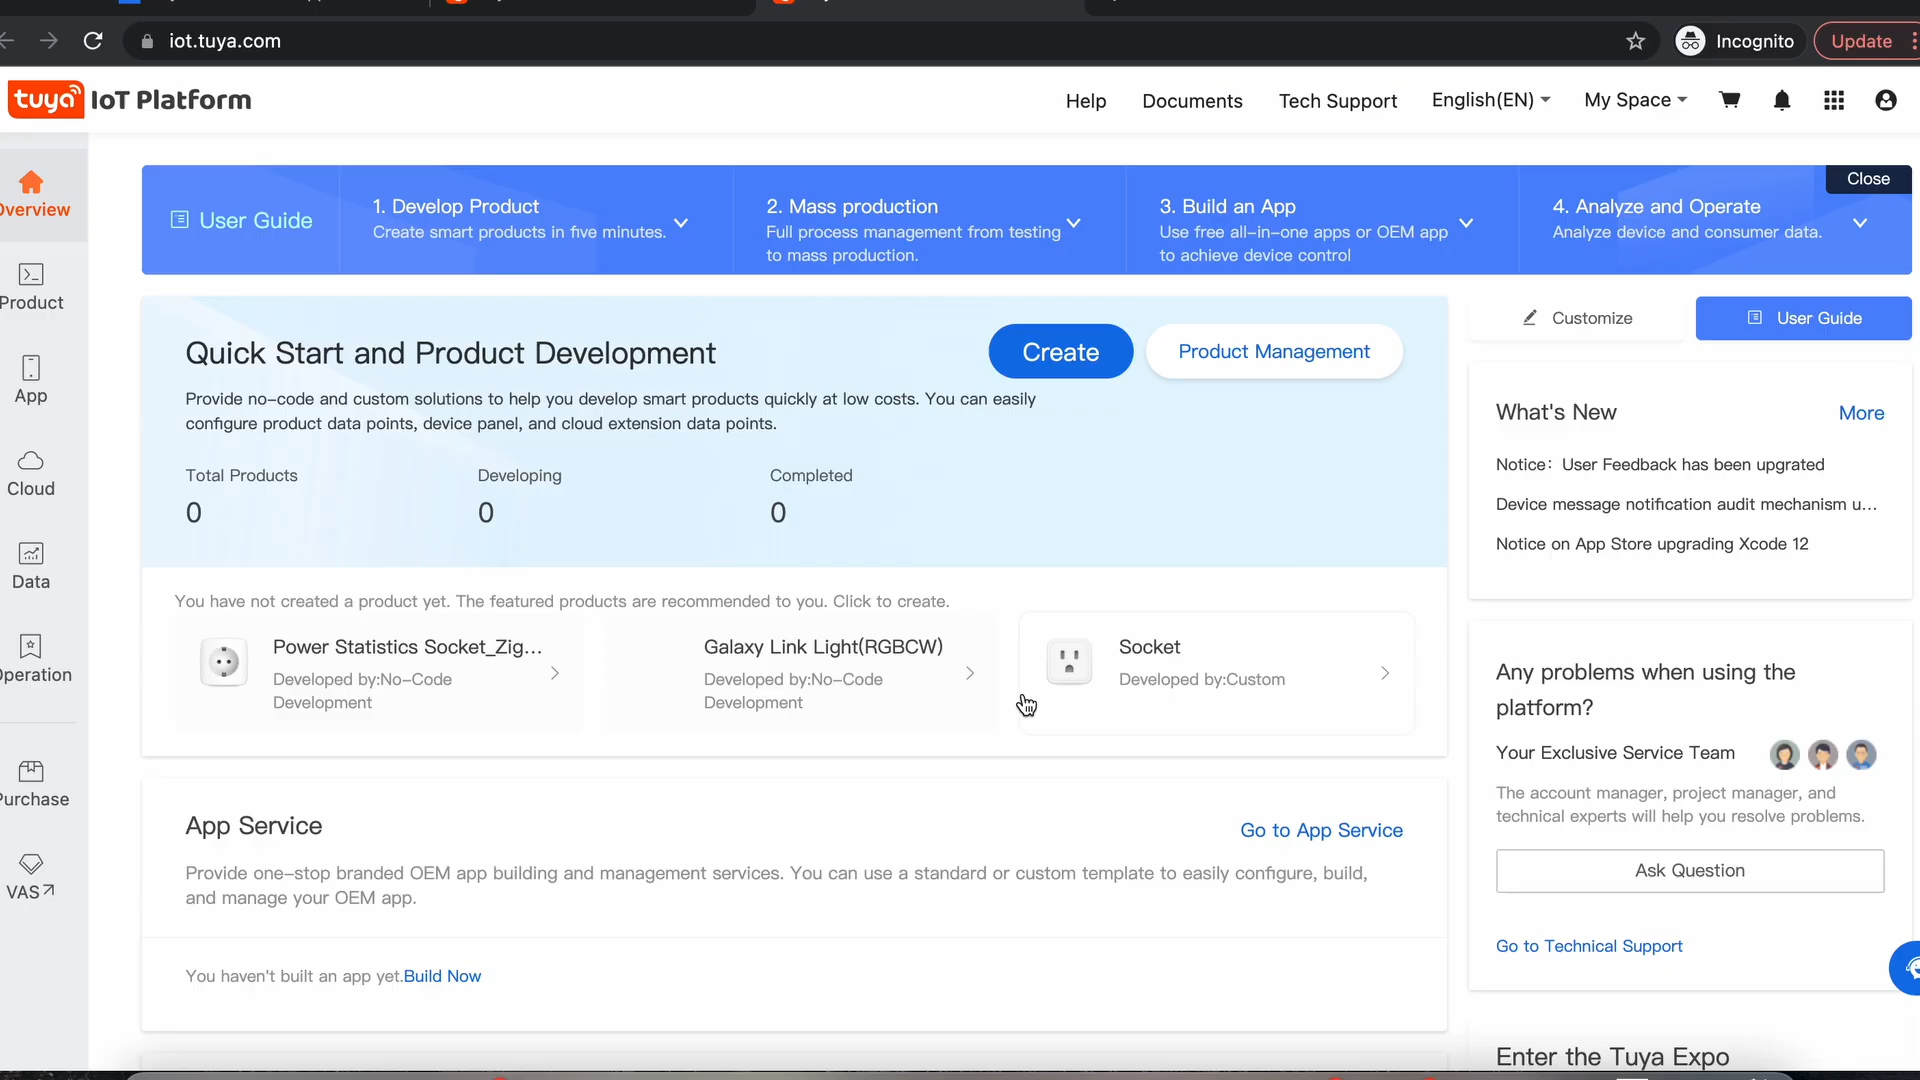 iot.tuya.com
Incognito
Update
tuya IoT Platform
Help
Documents
Tech Support
English(EN)
My Space
Overview
Product
App
Cloud
Data
Operation
Purchase
VAS
User Guide
1. Develop Product
Create smart products in five minutes.
2. Mass production
Full process management from testing
to mass production.
3. Build an App
Use free all-in-one apps or OEM app
to achieve device control
4. Analyze and Operate
Analyze device and consumer data.
Close
Quick Start and Product Development
Create
Product Management
Provide no-code and custom solutions to help you develop smart products quickly at low costs. You can easily
configure product data points, device panel, and cloud extension data points.
Total Products
Developing
Completed
0
0
0
You have not created a product yet. The featured products are recommended to you. Click to create.
Power Statistics Socket_Zig...
Developed by:No-Code
Development
Galaxy Link Light(RGBCW)
Developed by:No-Code
Development
Socket
Developed by:Custom
App Service
Go to App Service
Provide one-stop branded OEM app building and management services. You can use a standard or custom template to easily configure, build,
and manage your OEM app.
You haven't built an app yet.Build Now
Customize
User Guide
What's New
More
Notice: User Feedback has been upgrated
Device message notification audit mechanism u...
Notice on App Store upgrading Xcode 12
Any problems when using the
platform?
Your Exclusive Service Team
The account manager, project manager, and
technical experts will help you resolve problems.
Ask Question
Go to Technical Support
Enter the Tuya Expo